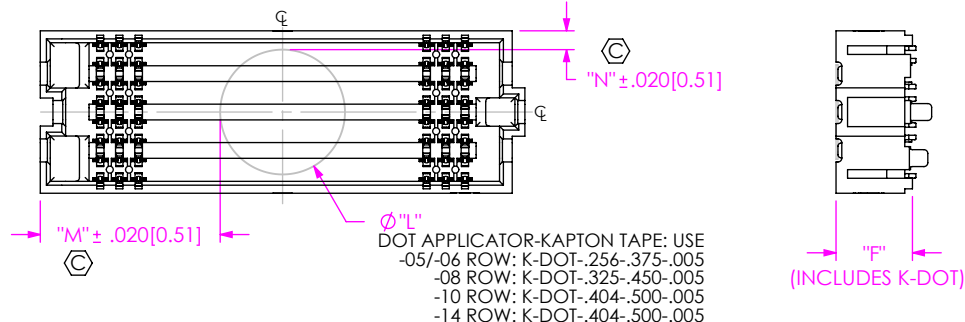 ℄
C
"N"±.020[0.51]
℄
"M"± .020[0.51]
C
Ø"L"
DOT APPLICATOR-KAPTON TAPE: USE
-05/-06 ROW: K-DOT-.256-.375-.005
-08 ROW: K-DOT-.325-.450-.005
-10 ROW: K-DOT-.404-.500-.005
-14 ROW: K-DOT-.404-.500-.005
"F"
(INCLUDES K-DOT)